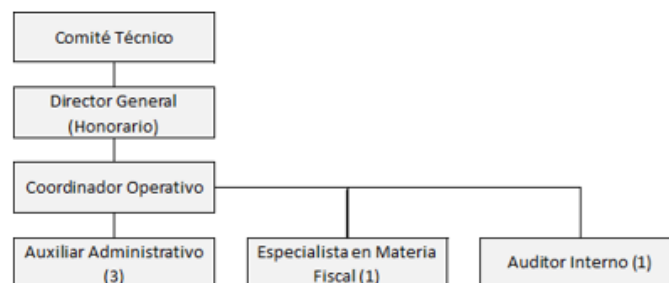 Comité Técnico
Director General
(Honorario)
Coordinador Operativo
Auxiliar Administrativo
(3)
Especialista en Materia
Fiscal (1)
Auditor Interno (1)